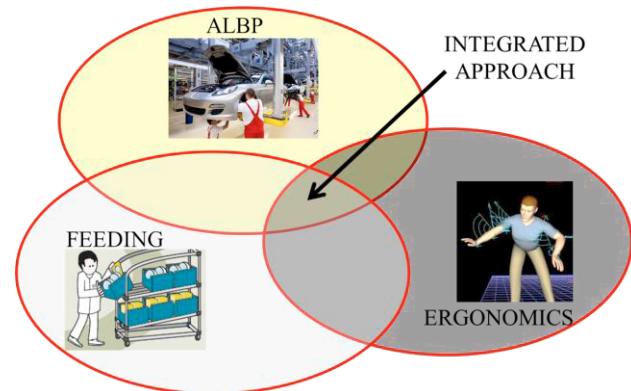 ALBP
INTEGRATED
APPROACH
FEEDING
ERGONOMICS